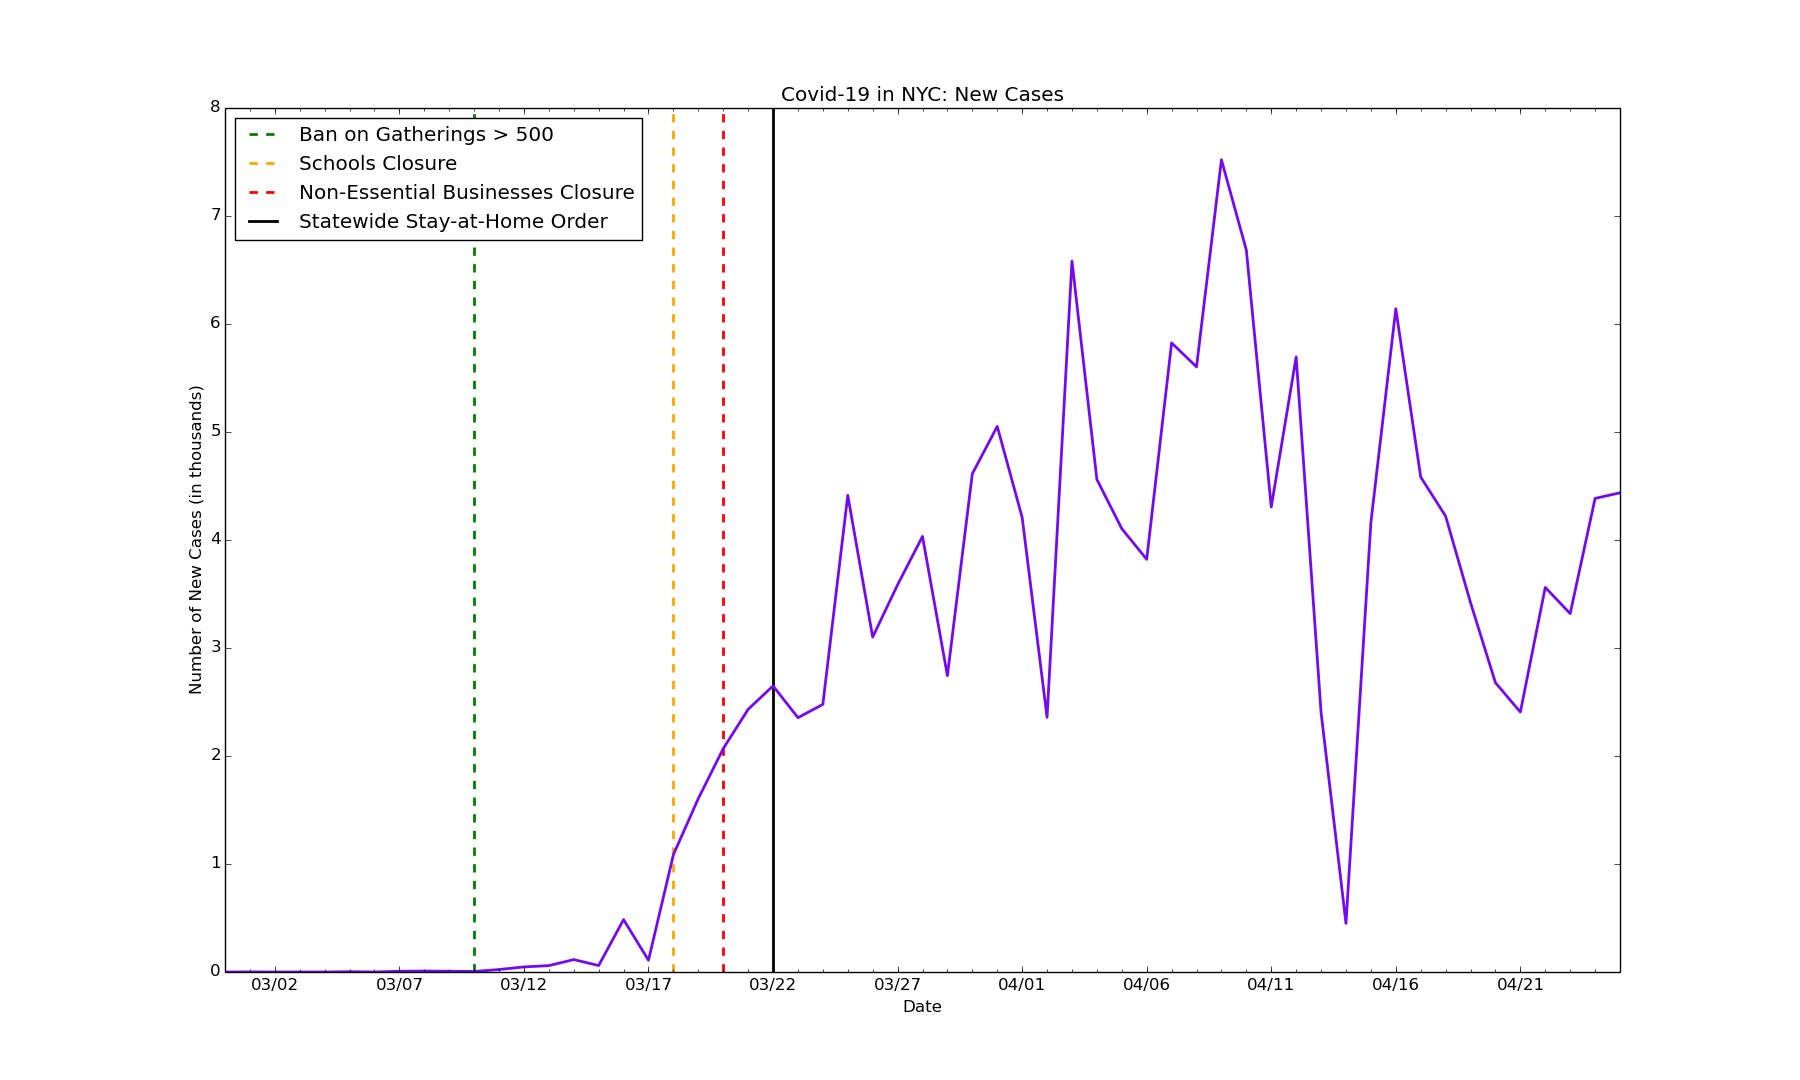 Covid-19 in NYC: New Cases
8
Ban on Gatherings > 500
Schools Closure
Non-Essential Businesses Closure
Statewide Stay-at-Home Order
7
6
5
4
3
2
1
0
Number of New Cases (in thousands)
03/02 03/07 03/12 03/17 03/22 03/27 04/01 04/06 04/11 04/16 04/21
Date